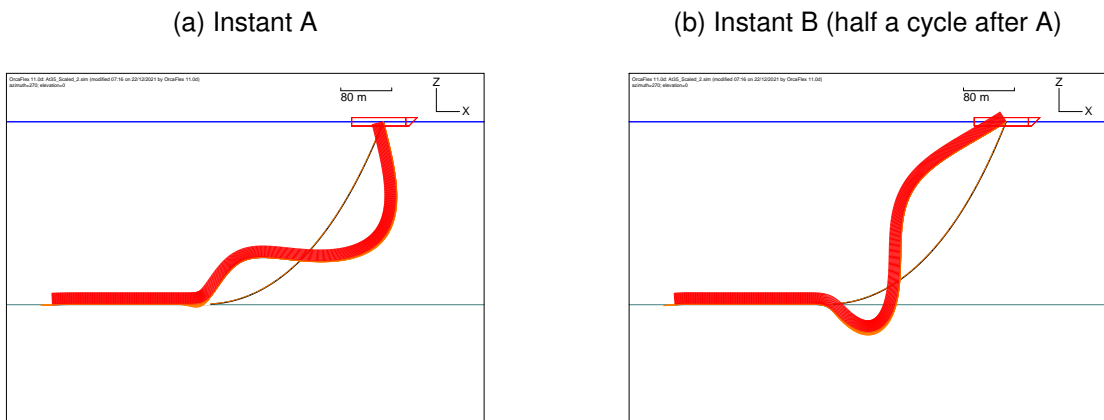 (a) Instant A
(b) Instant B (half a cycle after A)
OrcaFlex 11.0d: AtG5_Scaled_2.sim (modified 07:16 on 22/12/2021 by OrcaFlex 11.0d)
azimuth=270; elevation=0
80 m
Z
X
OrcaFlex 11.0d: AtG5_Scaled_2.sim (modified 07:16 on 22/12/2021 by OrcaFlex 11.0d)
azimuth=270; elevation=0
80 m
Z
X